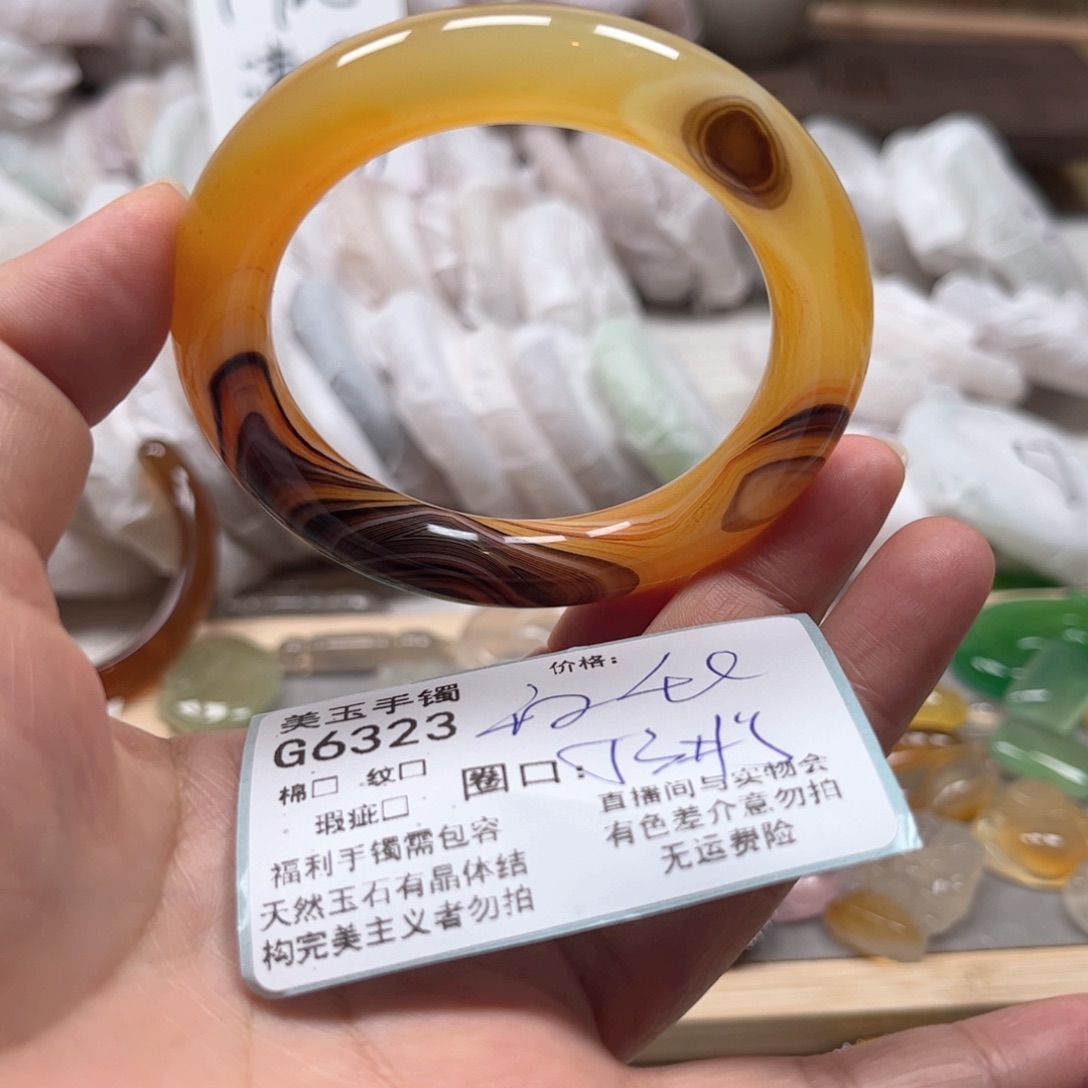 价格:
美玉手镯
G6323
棉□ 纹□ 圈口:
瑕疵□
直播间与实物会
福利手镯需包容
有色差介意勿拍
天然玉石有晶体结
无运费险
构完美主义者勿拍